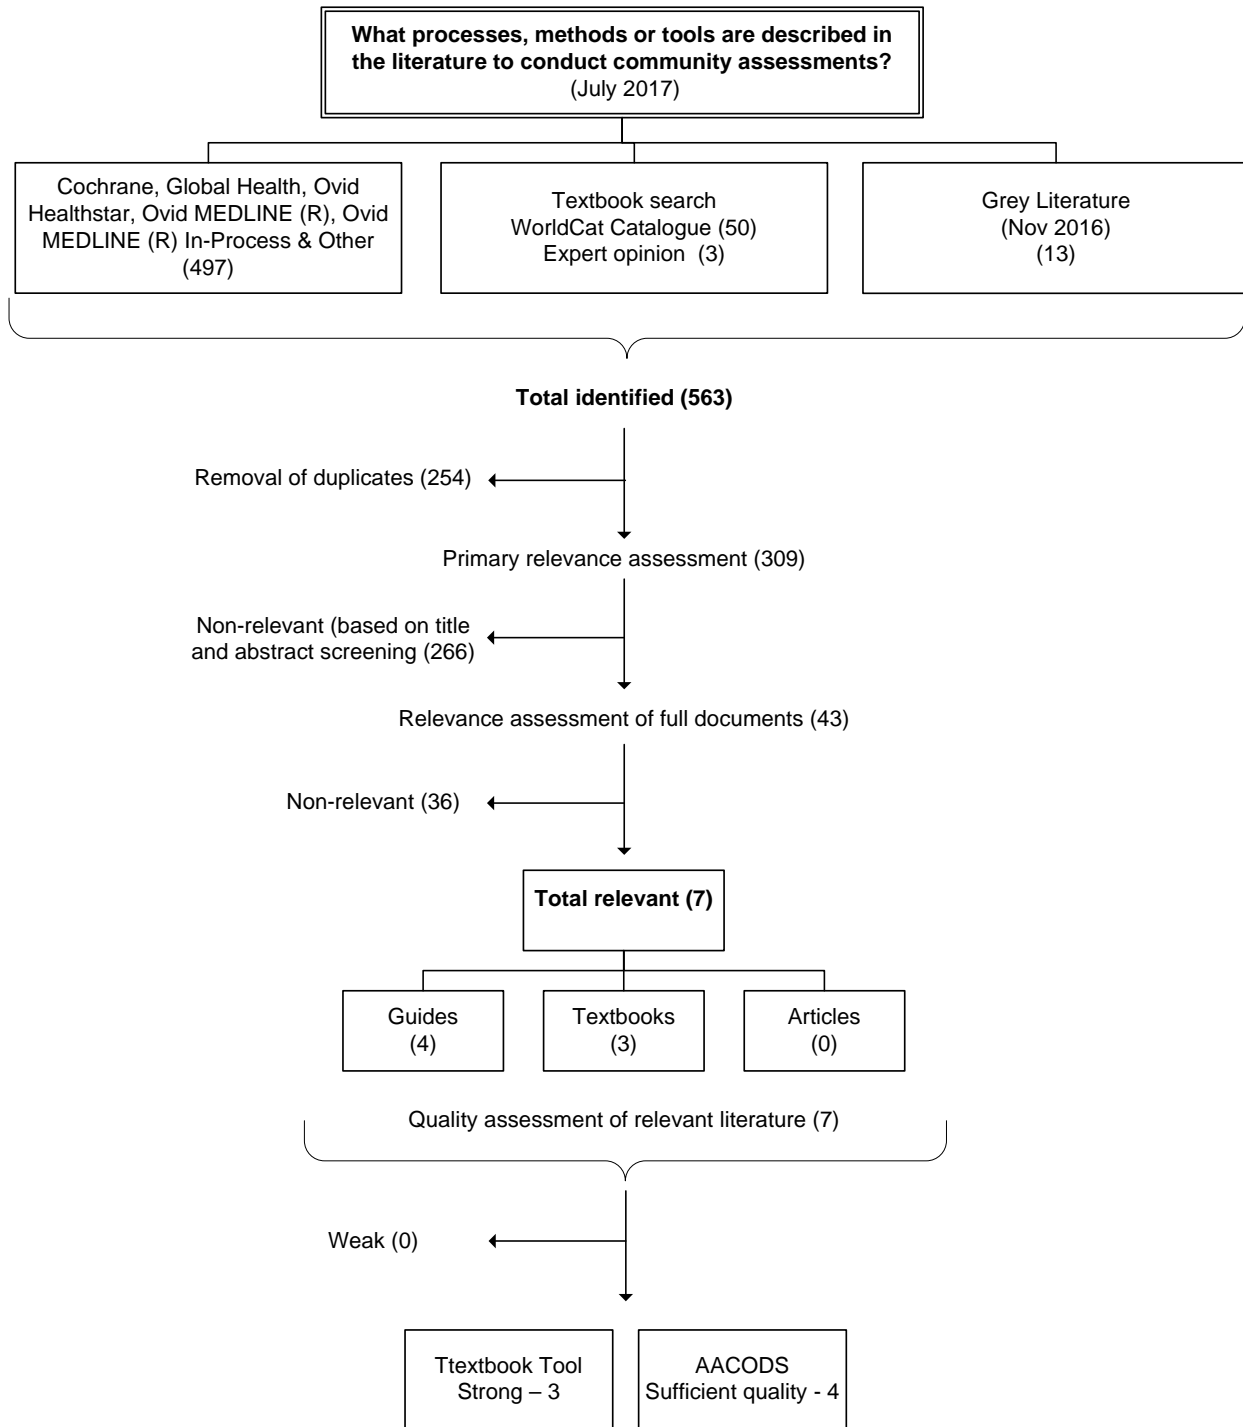 What processes, methods or tools are described in
the literature to conduct community assessments?
(July 2017)
Cochrane, Global Health, Ovid
Healthstar, Ovid MEDLINE (R), Ovid
MEDLINE (R) In-Process & Other
(497)
Textbook search
WorldCat Catalogue (50)
Expert opinion (3)
Grey Literature
(Nov 2016)
(13)
Total identified (563)
Removal of duplicates (254)
Primary relevance assessment (309)
Non-relevant (based on title
and abstract screening (266)
Relevance assessment of full documents (43)
Non-relevant (36)
Total relevant (7)
Guides
(4)
Textbooks
(3)
Articles
(0)
Quality assessment of relevant literature (7)
Weak (0)
Ttextbook Tool
Strong – 3
AACODS
Sufficient quality - 4